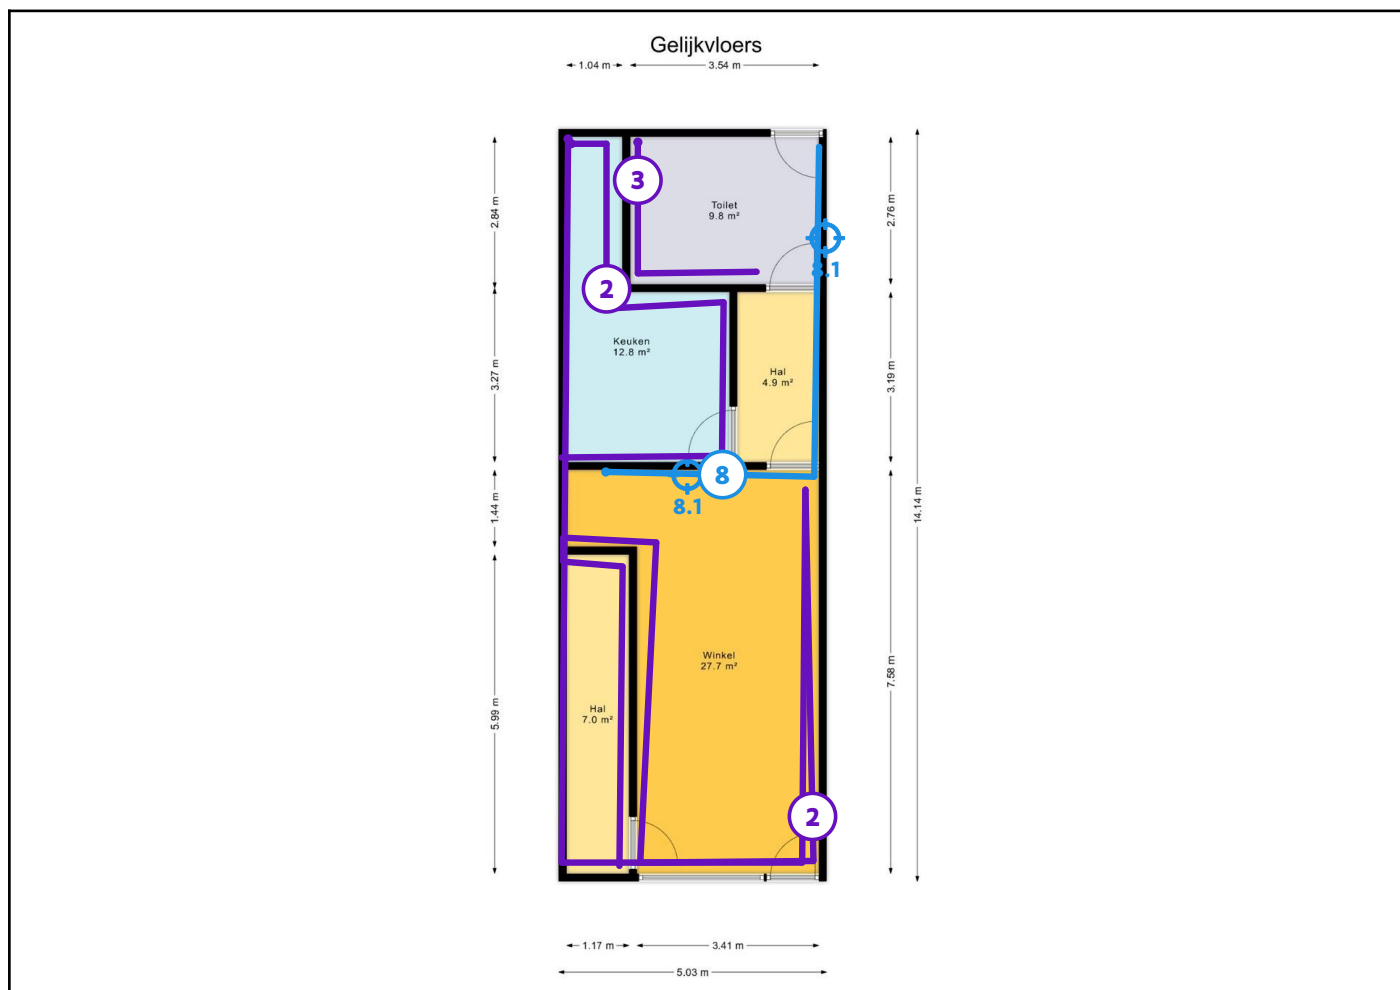 Gelijkvloers
1.04 m
3.54 m
3
Toilet
9.8 m²
2.84 m
2.76 m
8.1
2
Keuken
12.8 m²
Hal
4.9 m²
3.27 m
3.19 m
8
8.1
1.44 m
14.14 m
Winkel
27.7 m²
7.58 m
Hal
7.0 m²
5.99 m
2
1.17 m
3.41 m
5.03 m